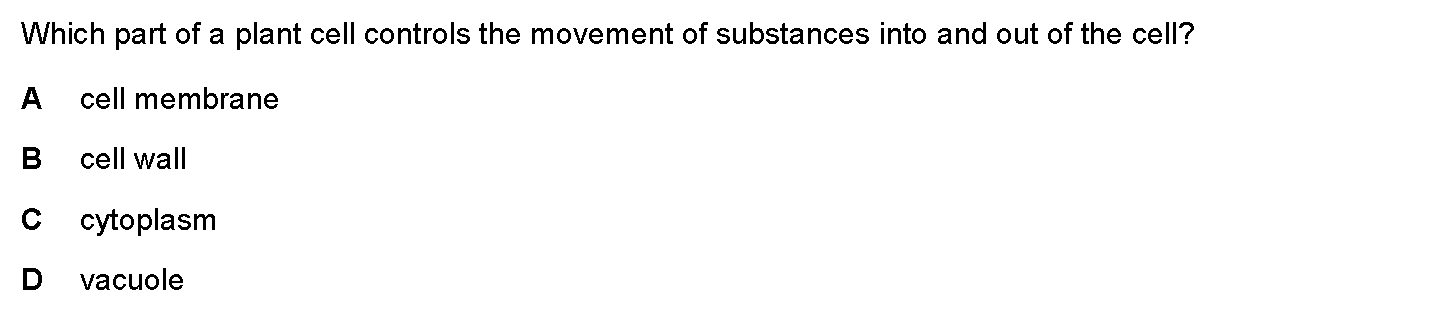 Which part of a plant cell controls the movement of substances into and out of the cell?
A cell membrane
B cell wall
C cytoplasm
D vacuole